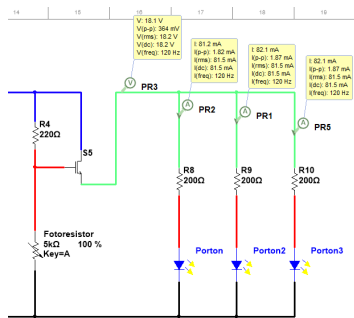 14 15 16 17 18 19
V: 18.1 V
V(p-p): 364 mV
V(rms): 18.2 V
V(dc): 18.2 V
V(freq): 120 Hz
I: 81.2 mA
I(p-p): 1.82 mA
I(rms): 81.5 mA
I(dc): 81.5 mA
I(freq): 120 Hz
I: 82.1 mA
I(p-p): 1.87 mA
I(rms): 81.5 mA
I(dc): 81.5 mA
I(freq): 120 Hz
I: 82.1 mA
I(p-p): 1.87 mA
I(rms): 81.5 mA
I(dc): 81.5 mA
I(freq): 120 Hz
V
PR3
A
PR2
A
PR1
A
PR5
R4
220Ω
S5
R8
200Ω
R9
200Ω
R10
200Ω
Fotoresistor
5kΩ 100 %
Key=A
Porton
Porton2
Porton3